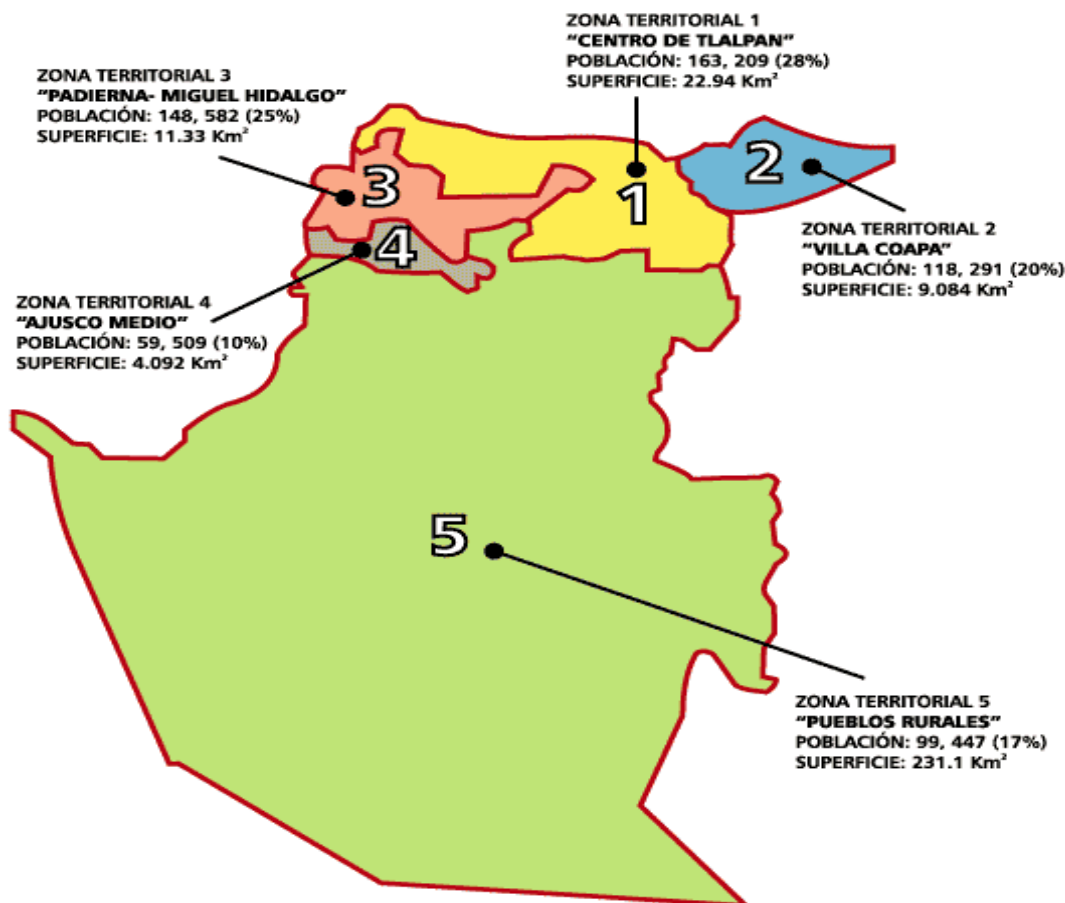 ZONA TERRITORIAL 1
“CENTRO DE TLALPAN”
POBLACIÓN: 163, 209 (28%)
SUPERFICIE: 22.94 Km²
ZONA TERRITORIAL 3
“PADIERNA- MIGUEL HIDALGO”
POBLACIÓN: 148, 582 (25%)
SUPERFICIE: 11.33 Km²
2
3
1
4
ZONA TERRITORIAL 2
“VILLA COAPA”
POBLACIÓN: 118, 291 (20%)
SUPERFICIE: 9.084 Km²
ZONA TERRITORIAL 4
“AJUSCO MEDIO”
POBLACIÓN: 59, 509 (10%)
SUPERFICIE: 4.092 Km²
5
ZONA TERRITORIAL 5
“PUEBLOS RURALES”
POBLACIÓN: 99, 447 (17%)
SUPERFICIE: 231.1 Km²